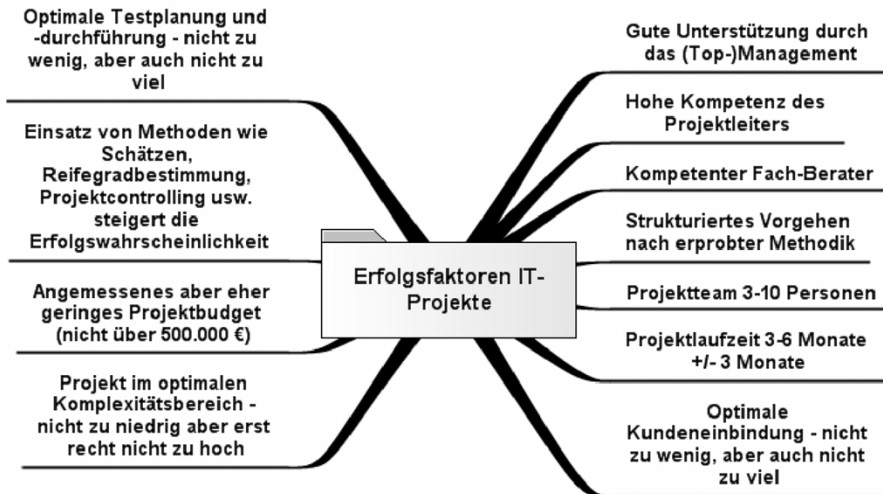 Optimale Testplanung und
-durchführung - nicht zu
wenig, aber auch nicht zu
viel
Einsatz von Methoden wie
Schätzen,
Reifegradbestimmung,
Projektcontrolling usw.
steigert die
Erfolgswahrscheinlichkeit
Angemessenes aber eher
geringes Projektbudget
(nicht über 500.000 €)
Projekt im optimalen
Komplexitätsbereich -
nicht zu niedrig aber erst
recht nicht zu hoch
Erfolgsfaktoren IT-
Projekte
Gute Unterstützung durch
das (Top-)Management
Hohe Kompetenz des
Projektleiters
Kompetenter Fach-Berater
Strukturiertes Vorgehen
nach erprobter Methodik
Projektteam 3-10 Personen
Projektlaufzeit 3-6 Monate
+/- 3 Monate
Optimale
Kundeneinbindung - nicht
zu wenig, aber auch nicht
zu viel